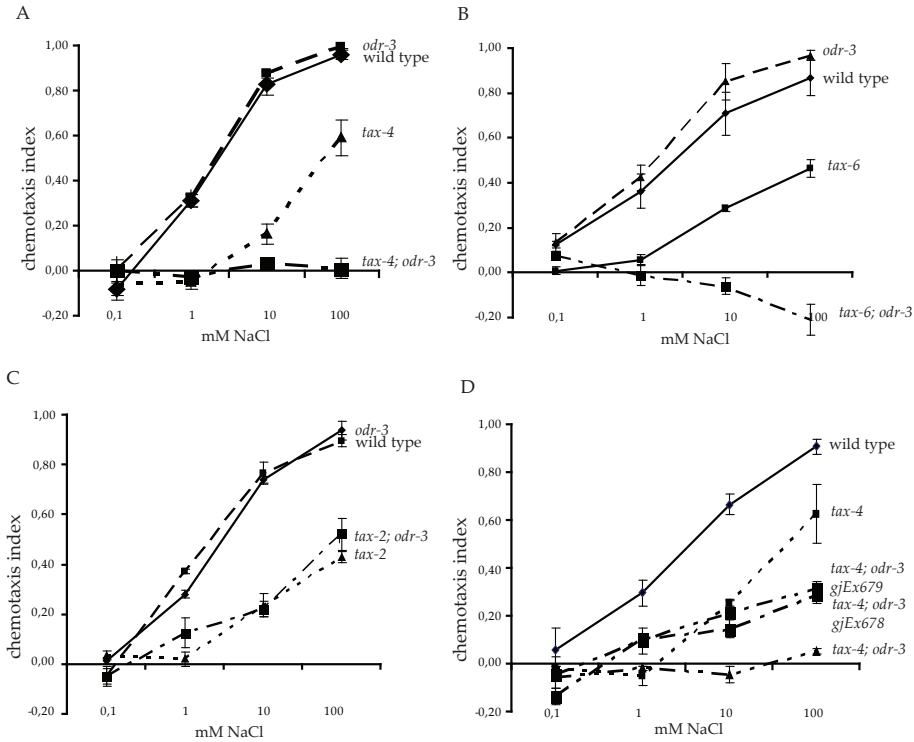 A
1,00
0,80
0,60
0,40
0,20
0,00
-0,20
chemotaxis index
0,1
1
10
100
mM NaCl
odr-3
wild type
tax-4
tax-4; odr-3
B
1,00
0,80
0,60
0,40
0,20
0,00
-0,20
chemotaxis index
0,1
1
10
100
mM NaCl
odr-3
wild type
tax-6
tax-6; odr-3
C
1,00
0,80
0,60
0,40
0,20
0,00
-0,20
chemotaxis index
0,1
1
10
100
mM NaCl
odr-3
wild type
tax-2; odr-3
tax-2
D
1,00
0,80
0,60
0,40
0,20
0,00
-0,20
chemotaxis index
0,1
1
10
100
mM NaCl
wild type
tax-4
tax-4; odr-3
gjEx679
tax-4; odr-3
gjEx678
tax-4; odr-3